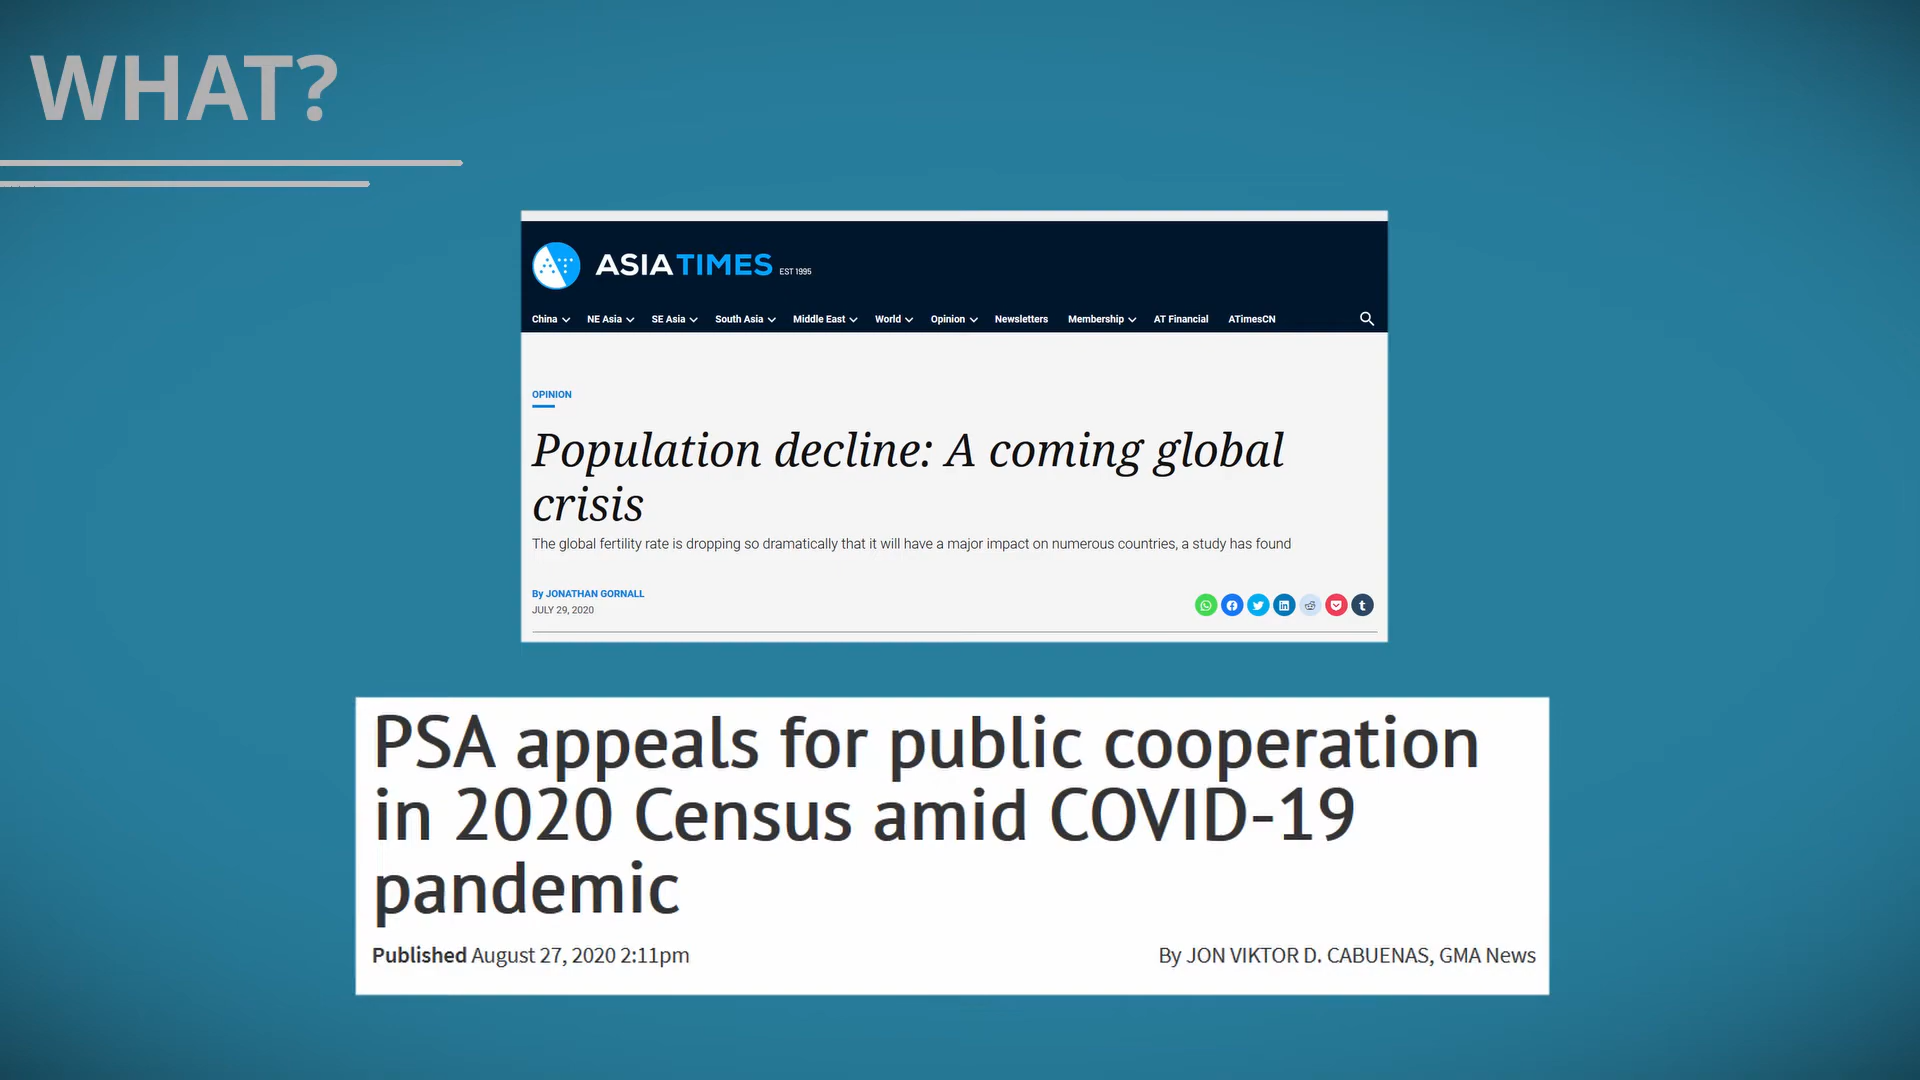 WHAT?
ASIA TIMES EST 1995
China NE Asia SE Asia South Asia Middle East World Opinion Newsletters Membership AT Financial ATimesCN
OPINION
Population decline: A coming global
crisis
The global fertility rate is dropping so dramatically that it will have a major impact on numerous countries, a study has found
By JONATHAN GORNALL
JULY 29, 2020
PSA appeals for public cooperation
in 2020 Census amid COVID-19
pandemic
Published August 27, 2020 2:11pm
By JON VIKTOR D. CABUENAS, GMA News